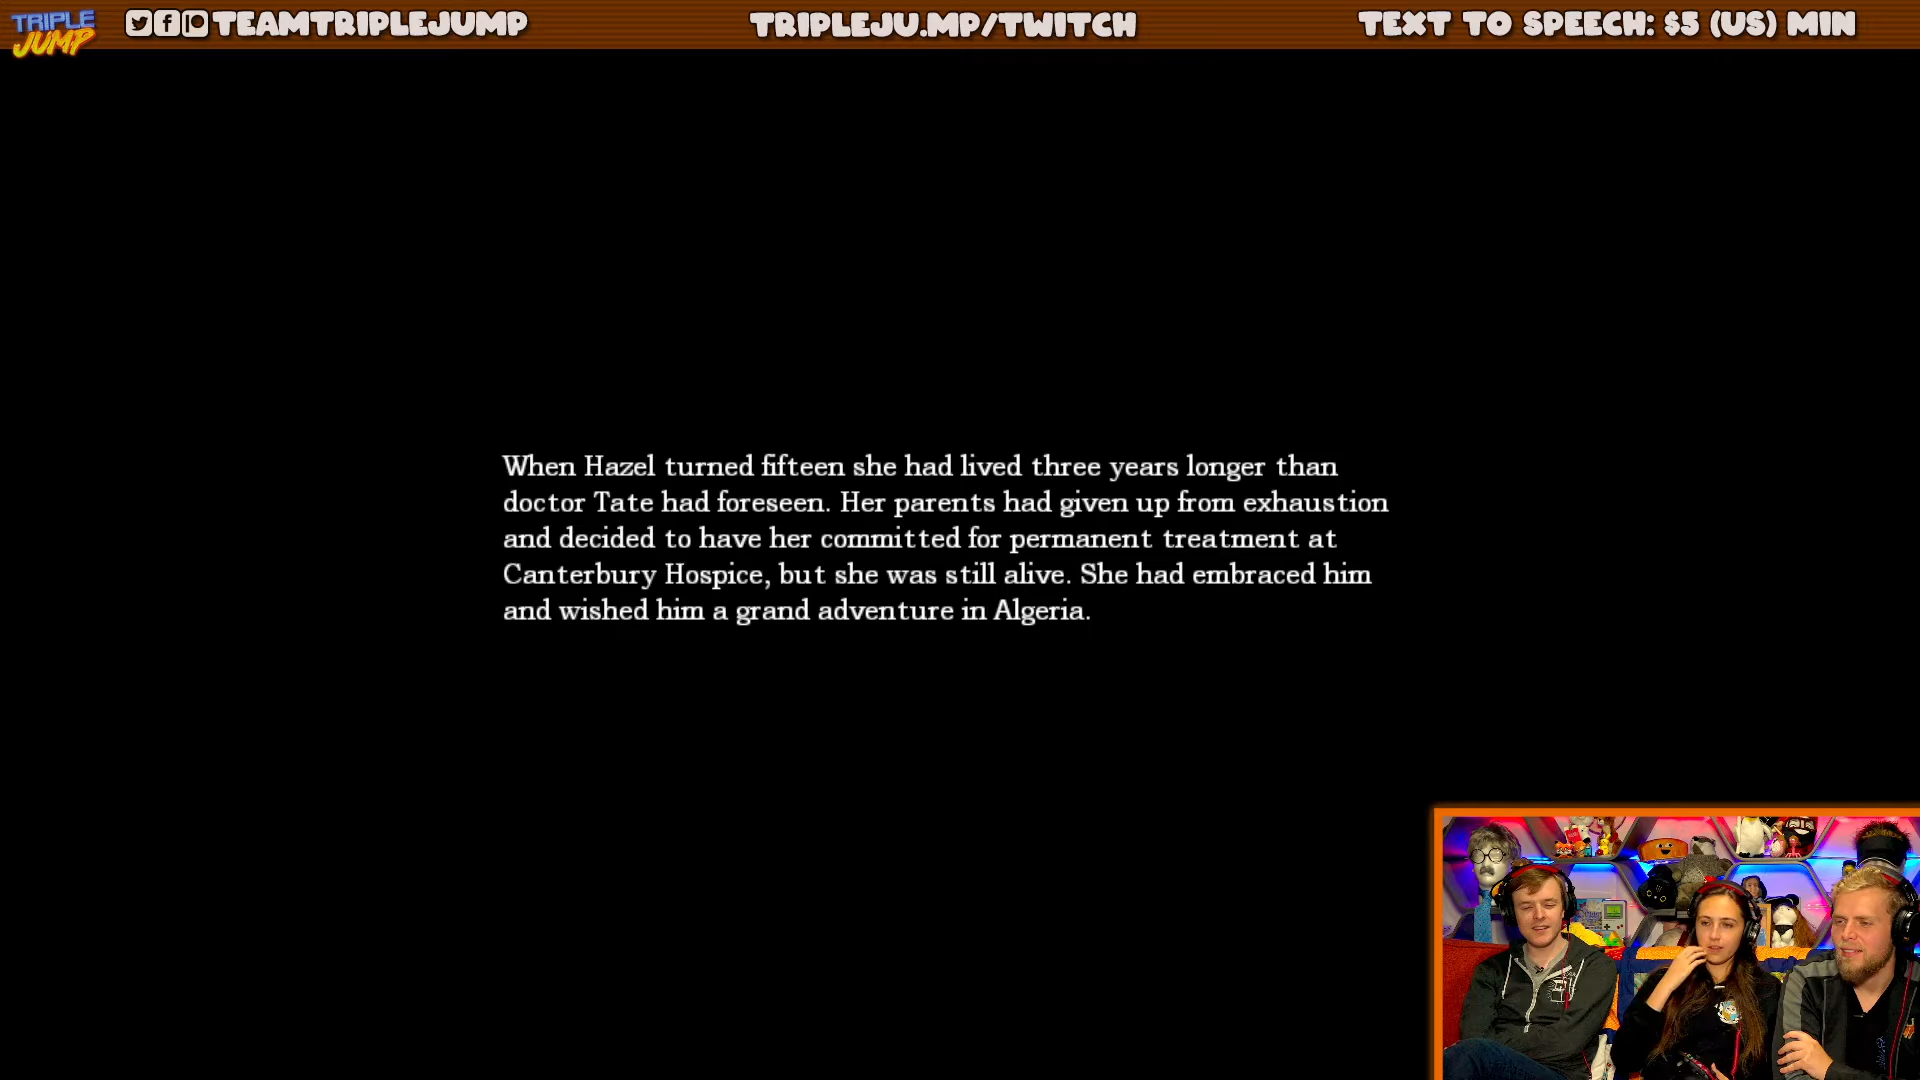 TRIPLE
JUMP
TEAMTRIPLEJUMP
TRIPLEJU.MP/TWITCH
TEXT TO SPEECH: $5 (US) MIN
When Hazel turned fifteen she had lived three years longer than
doctor Tate had foreseen. Her parents had given up from exhaustion
and decided to have her committed for permanent treatment at
Canterbury Hospice, but she was still alive. She had embraced him
and wished him a grand adventure in Algeria.